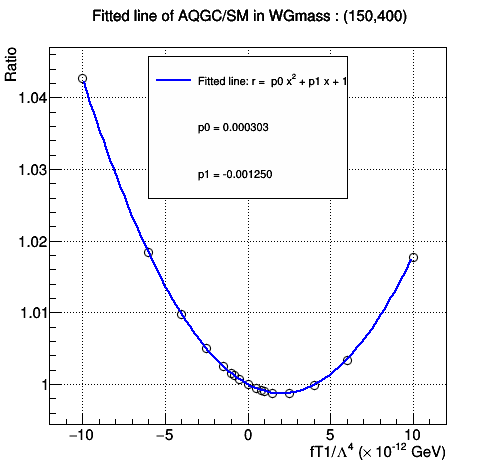 Fitted line of AQGC/SM in WGmass : (150,400)
Ratio
Fitted line: r = p0 x² + p1 x + 1
p0 = 0.000303
p1 = -0.001250
1.04
1.03
1.02
1.01
1
−10 −5 0 5 10
fT1/Λ⁴ (× 10⁻¹² GeV)